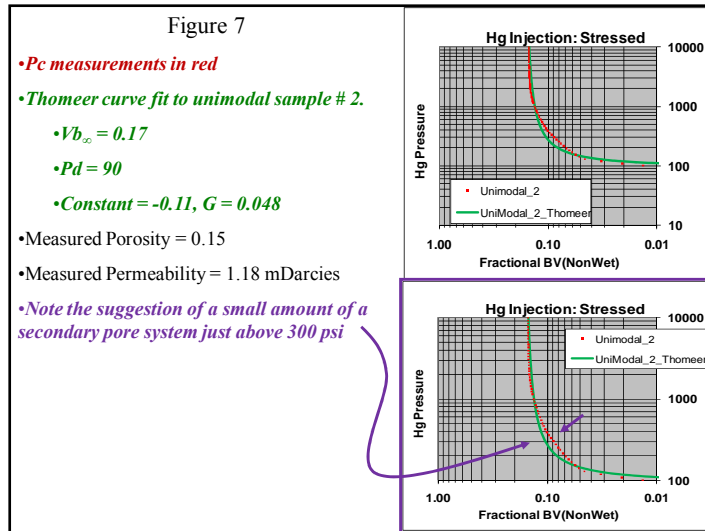 Figure 7
•Pc measurements in red
•Thomeer curve fit to unimodal sample # 2.
•Vb∞ = 0.17
•Pd = 90
•Constant = -0.11, G = 0.048
•Measured Porosity = 0.15
•Measured Permeability = 1.18 mDarcies
•Note the suggestion of a small amount of a
secondary pore system just above 300 psi
Hg Injection: Stressed
10000
1000
100
10
Hg Pressure
Unimodal_2
UniModal_2_Thomeer
1.00 0.10 0.01
Fractional BV(NonWet)
Hg Injection: Stressed
10000
1000
100
Hg Pressure
Unimodal_2
UniModal_2_Thomeer
1.00 0.10 0.01
Fractional BV(NonWet)